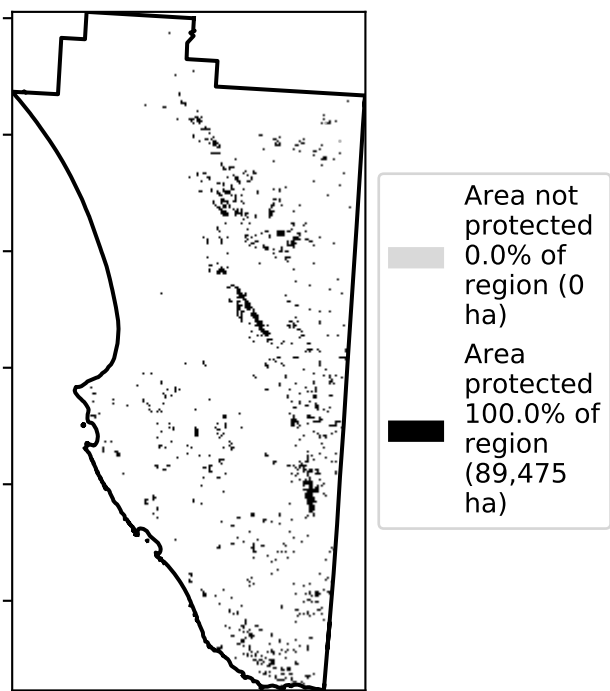 Area not
protected
0.0% of
region (0
ha)
Area
protected
100.0% of
region
(89,475
ha)